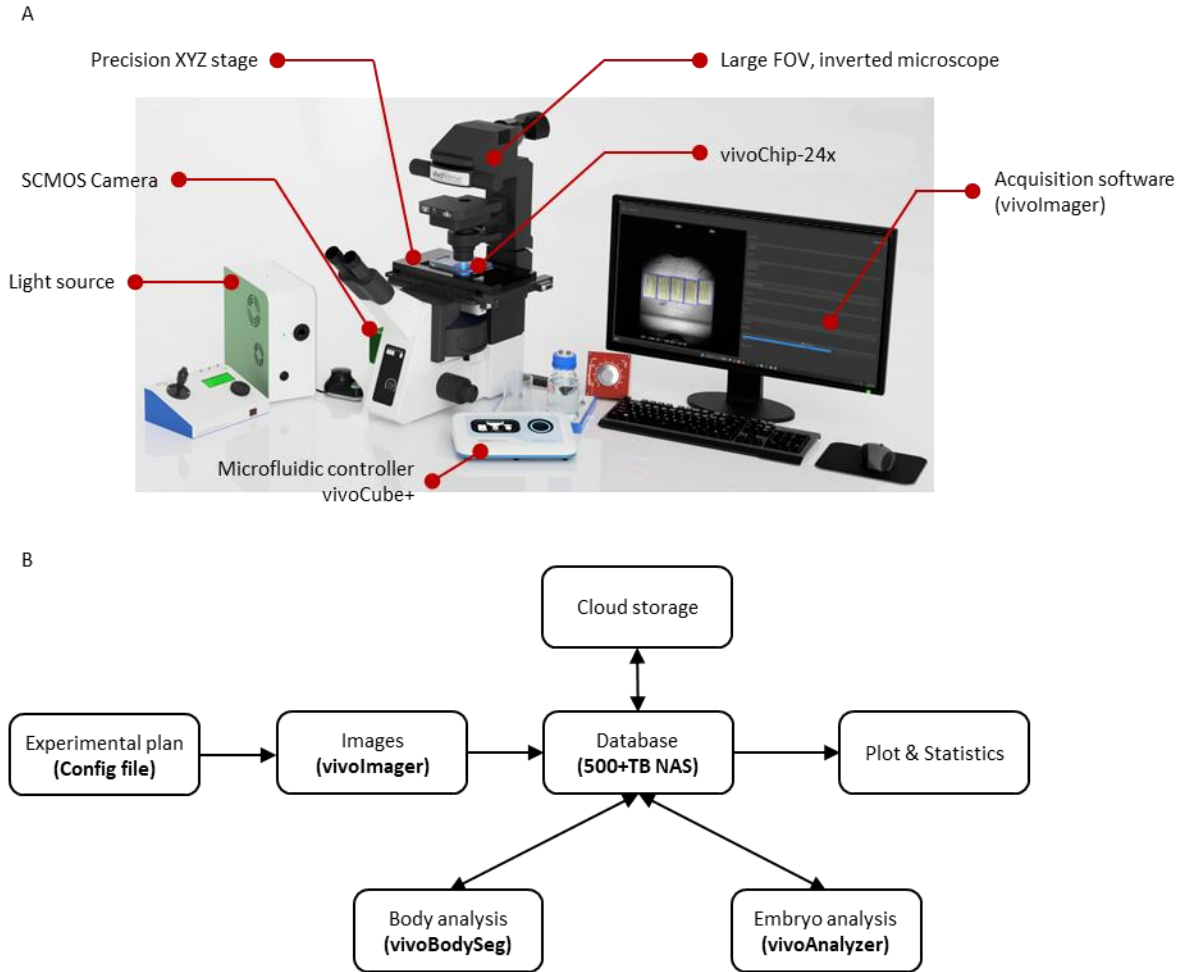 A
Precision XYZ stage
Large FOV, inverted microscope
SCMOS Camera
vivoChip-24x
Acquisition software
(vivoImager)
Light source
Microfluidic controller
vivoCube+
B
Cloud storage
Experimental plan
(Config file)
Images
(vivoImager)
Database
(500+TB NAS)
Plot & Statistics
Body analysis
(vivoBodySeg)
Embryo analysis
(vivoAnalyzer)